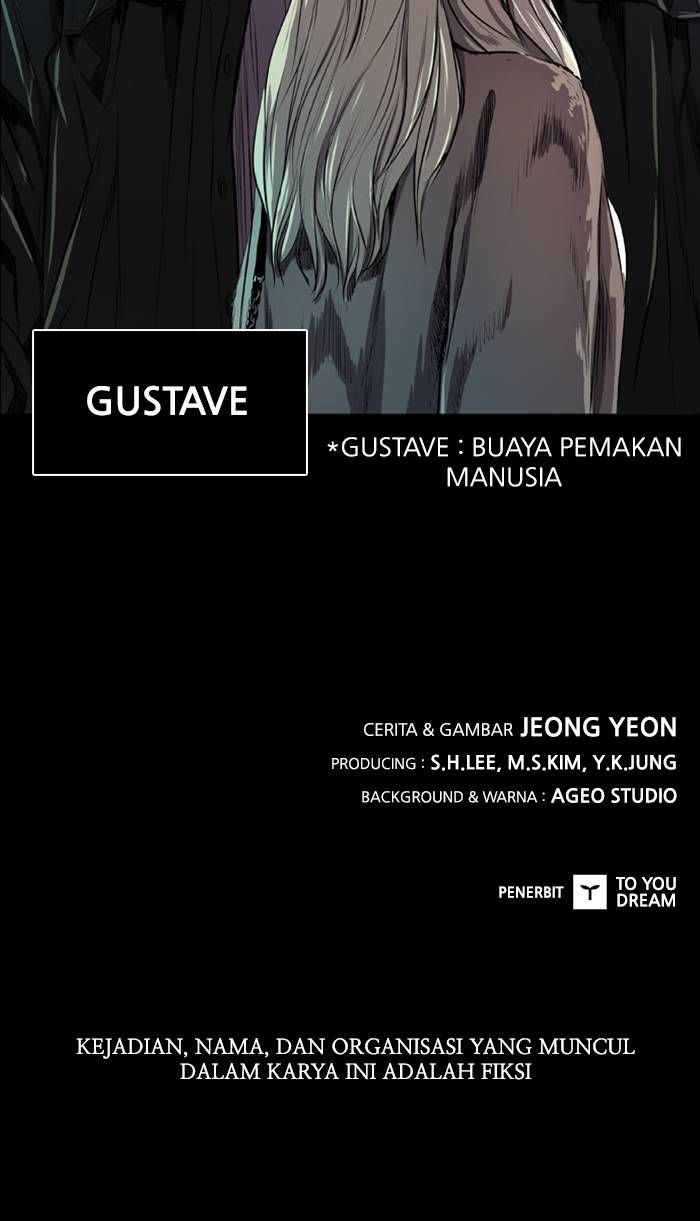 GUSTAVE
*GUSTAVE : BUAYA PEMAKAN
MANUSIA
CERITA & GAMBAR JEONG YEON
PRODUCING : S.H.LEE, M.S.KIM, Y.K.JUNG
BACKGROUND & WARNA : AGEO STUDIO
PENERBIT TO YOU
DREAM
KEJADIAN, NAMA, DAN ORGANISASI YANG MUNCUL
DALAM KARYA INI ADALAH FIKSI